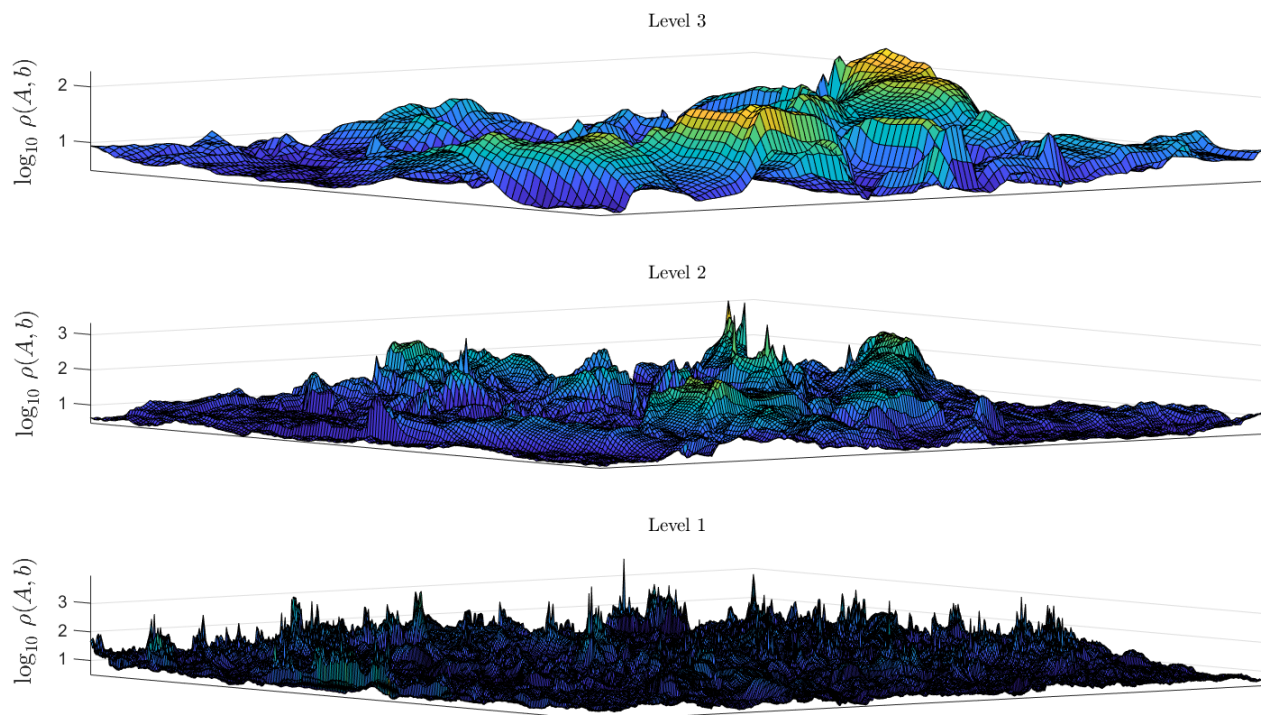 Level 3
2
1
log₁₀ ρ(A, b)
Level 2
3
2
1
log₁₀ ρ(A, b)
Level 1
3
2
1
log₁₀ ρ(A, b)